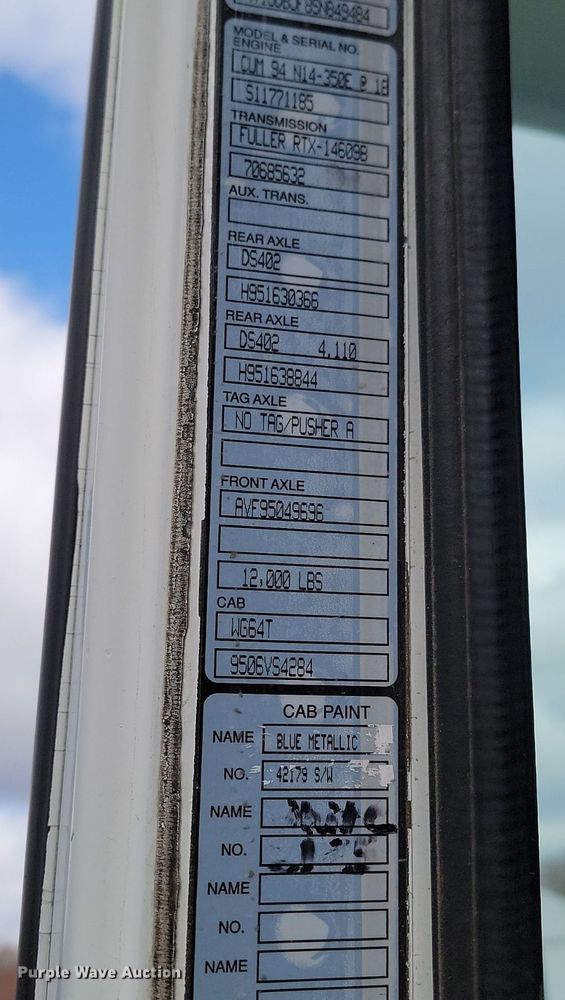 MODEL & SERIAL NO.
ENGINE
CUM 94 N14-350E @ 18
S11771185
TRANSMISSION
FULLER RTX-14609B
70685632
AUX. TRANS.
REAR AXLE
DS402
H951630366
REAR AXLE
DS402 4.110
H951638844
TAG AXLE
NO TAG/PUSHER A
FRONT AXLE
AVF95049696
12,000 LBS
CAB
WG64T
9506VS4284
CAB PAINT
NAME BLUE METALLIC
NO. 42179 S/W
NAME
NO.
NAME
NO.
NAME
Purple Wave Auction